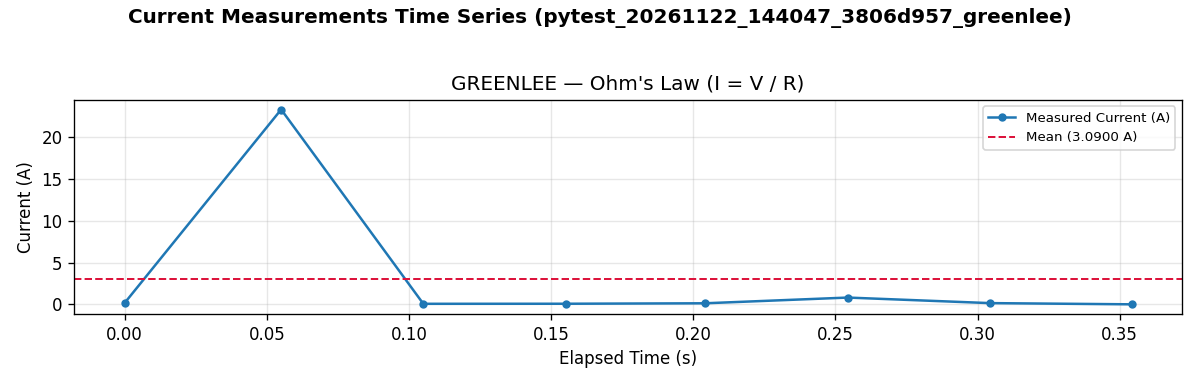 Current Measurements Time Series (pytest_20261122_144047_3806d957_greenlee)
GREENLEE — Ohm's Law (I = V / R)
Measured Current (A)
Mean (3.0900 A)
Current (A)
20
15
10
5
0
0.00 0.05 0.10 0.15 0.20 0.25 0.30 0.35
Elapsed Time (s)